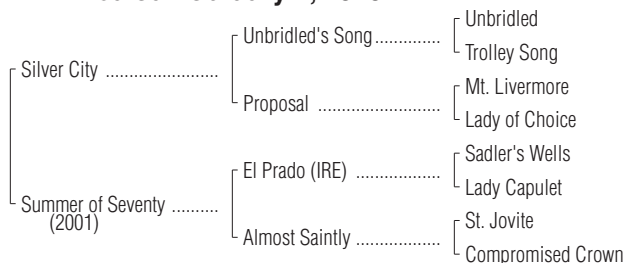 Unbridled
Unbridled's Song..............
Trolley Song
Silver City .......................
Mt. Livermore
Proposal .........................
Lady of Choice
Sadler's Wells
El Prado (IRE) .................
Lady Capulet
Summer of Seventy ..........
(2001)
St. Jovite
Almost Saintly .................
Compromised Crown